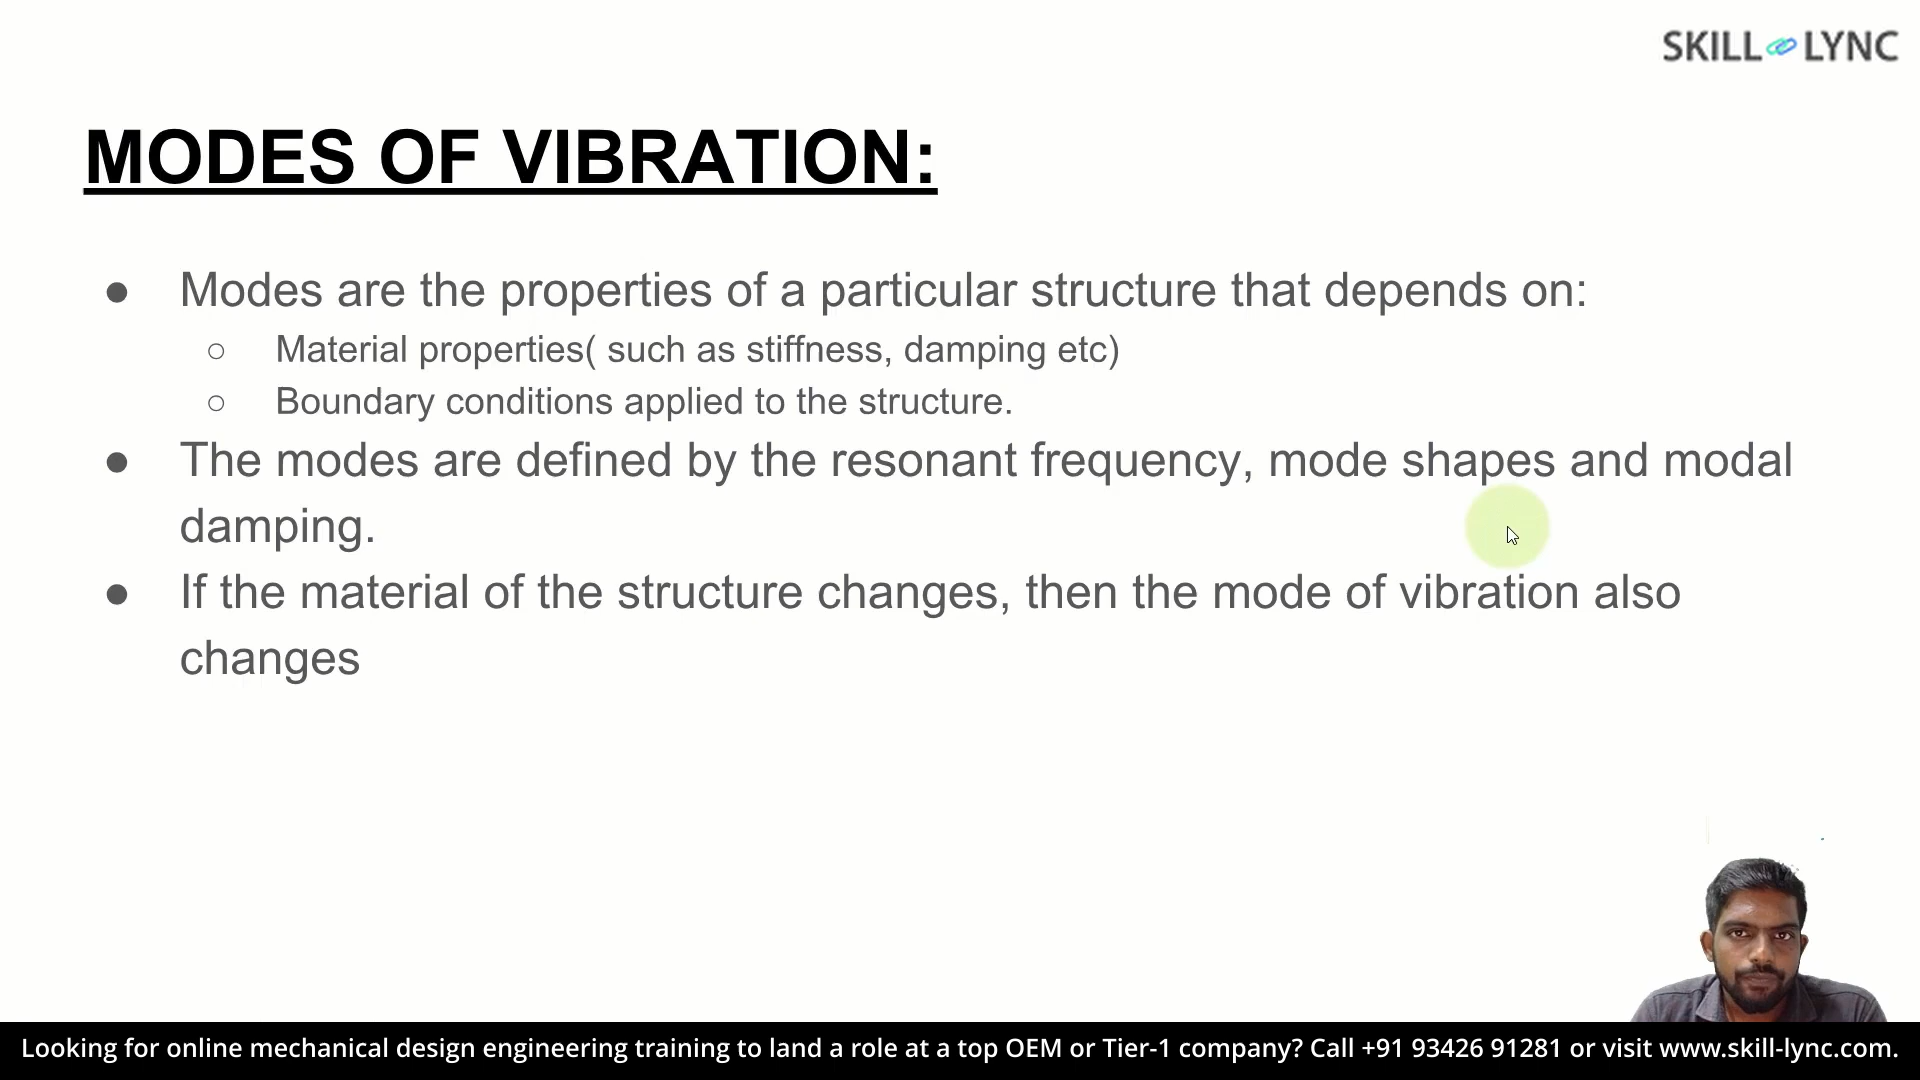 SKILL LYNC
MODES OF VIBRATION:
● Modes are the properties of a particular structure that depends on:
○ Material properties( such as stiffness, damping etc)
○ Boundary conditions applied to the structure.
● The modes are defined by the resonant frequency, mode shapes and modal
damping.
● If the material of the structure changes, then the mode of vibration also
changes
Looking for online mechanical design engineering training to land a role at a top OEM or Tier-1 company? Call +91 93426 91281 or visit www.skill-lync.com.